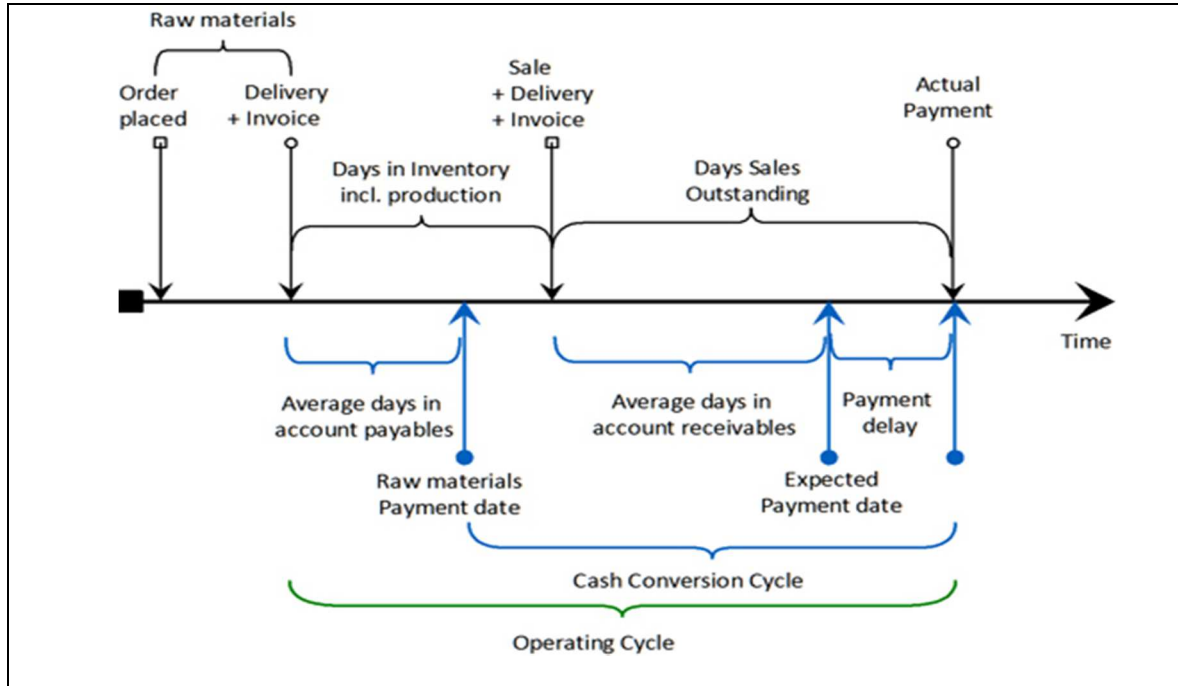 Raw materials
Order
placed
Delivery
+ Invoice
Sale
+ Delivery
+ Invoice
Actual
Payment
Days in Inventory
incl. production
Days Sales
Outstanding
Time
Average days in
account payables
Average days in
account receivables
Payment
delay
Raw materials
Payment date
Expected
Payment date
Cash Conversion Cycle
Operating Cycle